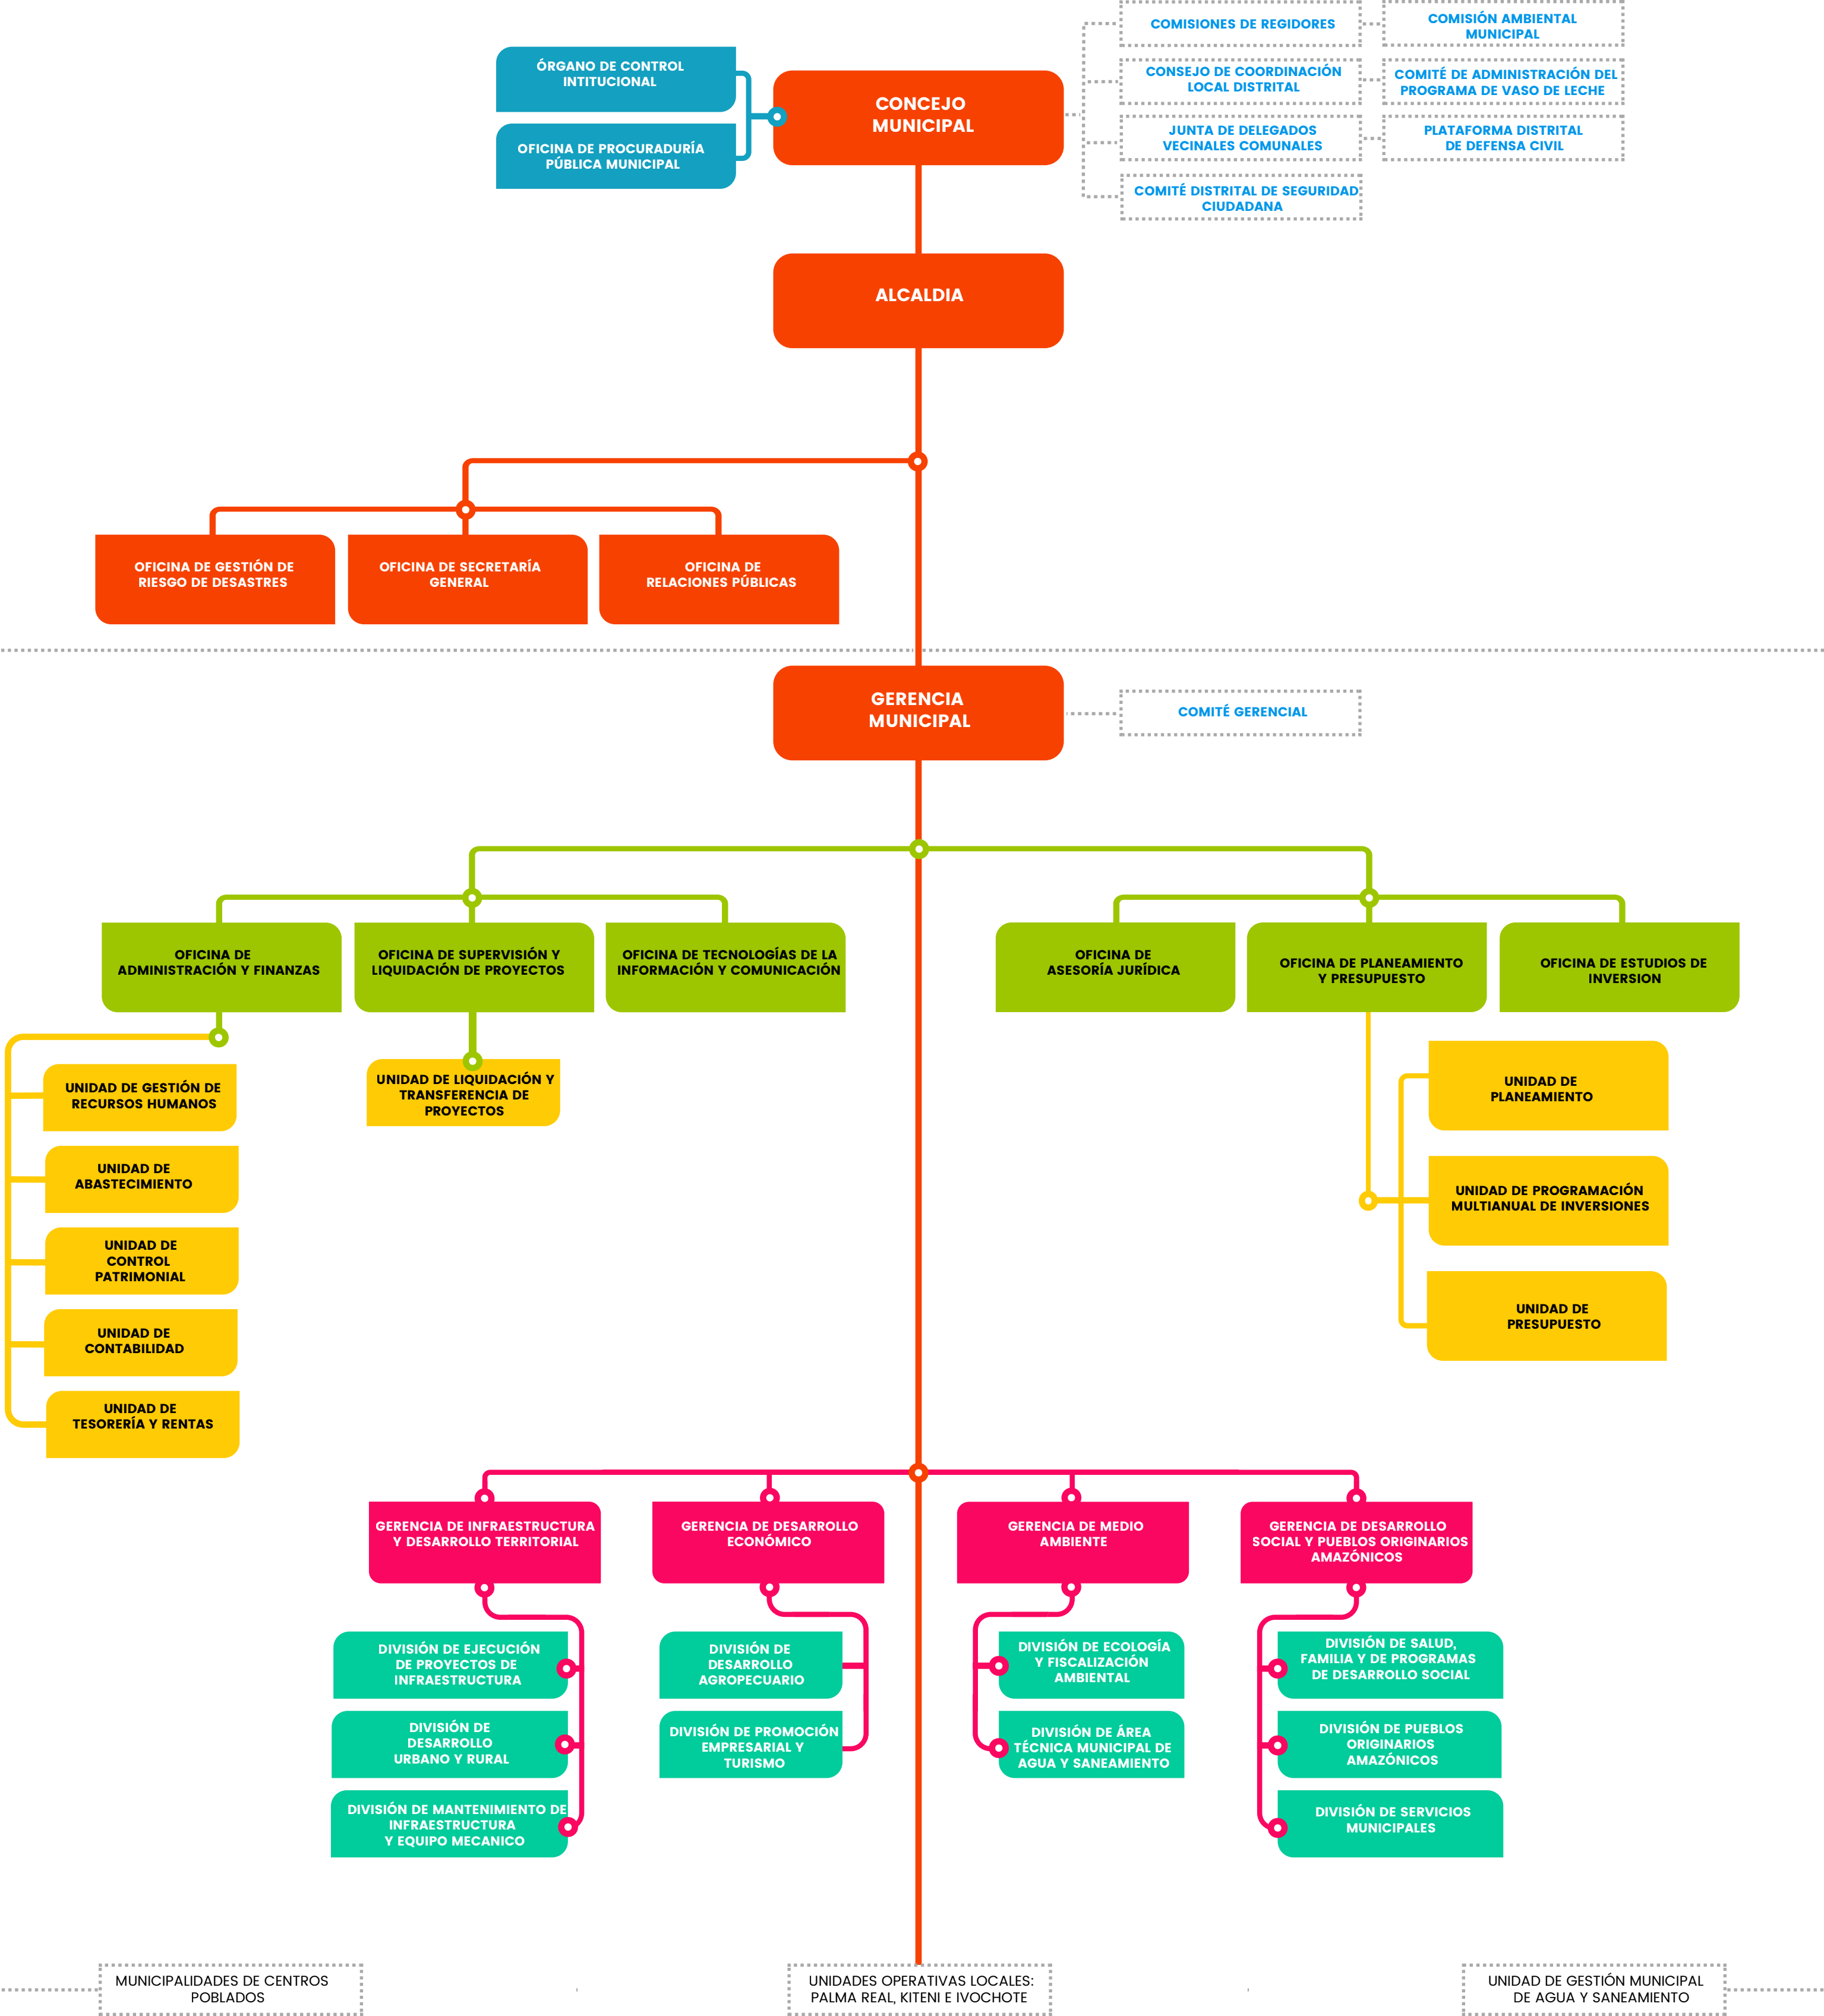 COMISIONES DE REGIDORES
COMISIÓN AMBIENTAL
MUNICIPAL
ÓRGANO DE CONTROL
INTITUCIONAL
CONSEJO DE COORDINACIÓN
LOCAL DISTRITAL
COMITÉ DE ADMINISTRACIÓN DEL
PROGRAMA DE VASO DE LECHE
CONCEJO
MUNICIPAL
OFICINA DE PROCURADURÍA
PÚBLICA MUNICIPAL
JUNTA DE DELEGADOS
VECINALES COMUNALES
PLATAFORMA DISTRITAL
DE DEFENSA CIVIL
COMITÉ DISTRITAL DE SEGURIDAD
CIUDADANA
ALCALDIA
OFICINA DE GESTIÓN DE
RIESGO DE DESASTRES
OFICINA DE SECRETARÍA
GENERAL
OFICINA DE
RELACIONES PÚBLICAS
GERENCIA
MUNICIPAL
COMITÉ GERENCIAL
OFICINA DE
ADMINISTRACIÓN Y FINANZAS
OFICINA DE SUPERVISIÓN Y
LIQUIDACIÓN DE PROYECTOS
OFICINA DE TECNOLOGÍAS DE LA
INFORMACIÓN Y COMUNICACIÓN
OFICINA DE
ASESORÍA JURÍDICA
OFICINA DE PLANEAMIENTO
Y PRESUPUESTO
OFICINA DE ESTUDIOS DE
INVERSION
UNIDAD DE GESTIÓN DE
RECURSOS HUMANOS
UNIDAD DE
ABASTECIMIENTO
UNIDAD DE
CONTROL
PATRIMONIAL
UNIDAD DE
CONTABILIDAD
UNIDAD DE
TESORERÍA Y RENTAS
UNIDAD DE LIQUIDACIÓN Y
TRANSFERENCIA DE
PROYECTOS
UNIDAD DE
PLANEAMIENTO
UNIDAD DE PROGRAMACIÓN
MULTIANUAL DE INVERSIONES
UNIDAD DE
PRESUPUESTO
GERENCIA DE INFRAESTRUCTURA
Y DESARROLLO TERRITORIAL
GERENCIA DE DESARROLLO
ECONÓMICO
GERENCIA DE MEDIO
AMBIENTE
GERENCIA DE DESARROLLO
SOCIAL Y PUEBLOS ORIGINARIOS
AMAZÓNICOS
DIVISIÓN DE EJECUCIÓN
DE PROYECTOS DE
INFRAESTRUCTURA
DIVISIÓN DE
DESARROLLO
URBANO Y RURAL
DIVISIÓN DE MANTENIMIENTO DE
INFRAESTRUCTURA
Y EQUIPO MECANICO
DIVISIÓN DE
DESARROLLO
AGROPECUARIO
DIVISIÓN DE PROMOCIÓN
EMPRESARIAL Y
TURISMO
DIVISIÓN DE ECOLOGÍA
Y FISCALIZACIÓN
AMBIENTAL
DIVISIÓN DE ÁREA
TÉCNICA MUNICIPAL DE
AGUA Y SANEAMIENTO
DIVISIÓN DE SALUD,
FAMILIA Y DE PROGRAMAS
DE DESARROLLO SOCIAL
DIVISIÓN DE PUEBLOS
ORIGINARIOS
AMAZÓNICOS
DIVISIÓN DE SERVICIOS
MUNICIPALES
MUNICIPALIDADES DE CENTROS
POBLADOS
UNIDADES OPERATIVAS LOCALES:
PALMA REAL, KITENI E IVOCHOTE
UNIDAD DE GESTIÓN MUNICIPAL
DE AGUA Y SANEAMIENTO